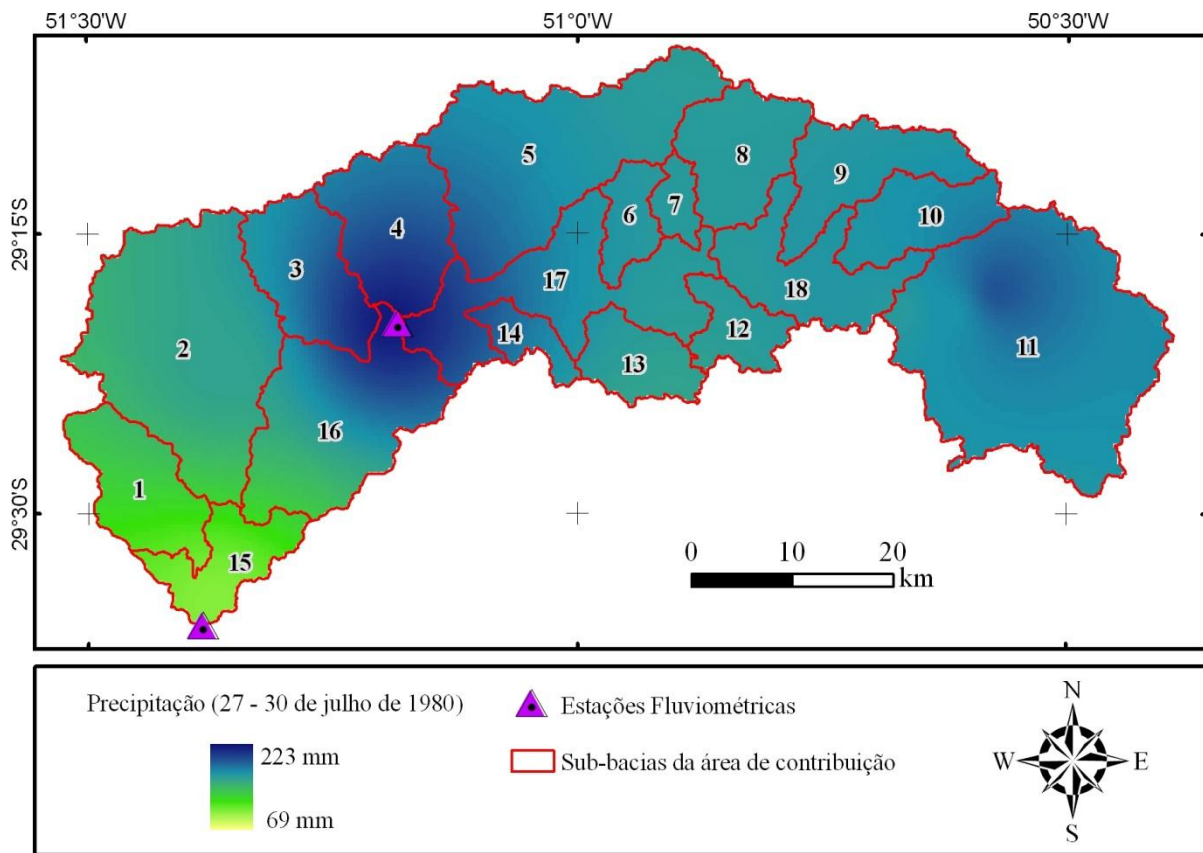 51°30'W 51°0'W 50°30'W
29°15'S
29°30'S
5
8
9
6
7
10
4
3
17
18
11
14
12
13
2
16
1
15
0 10 20
km
Precipitação (27 - 30 de julho de 1980)
223 mm
69 mm
Estações Fluviométricas
Sub-bacias da área de contribuição
N
W E
S